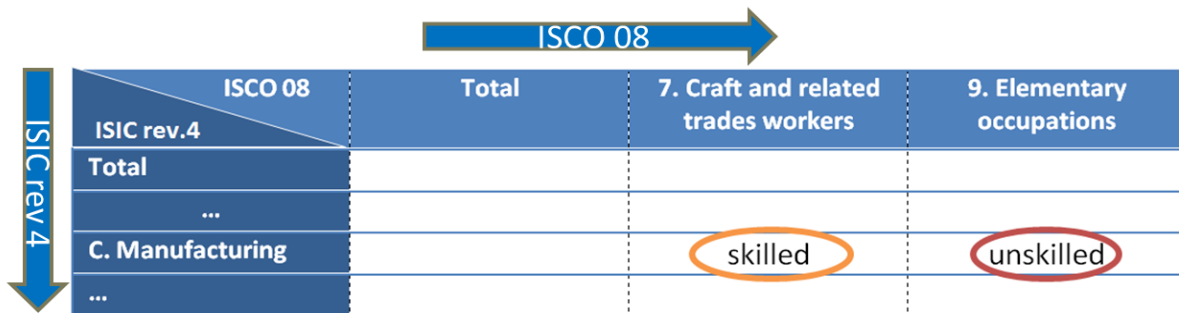 ISCO 08
ISIC rev 4
ISCO 08
ISIC rev.4
Total
7. Craft and related
trades workers
9. Elementary
occupations
Total
...
C. Manufacturing
skilled
unskilled
...